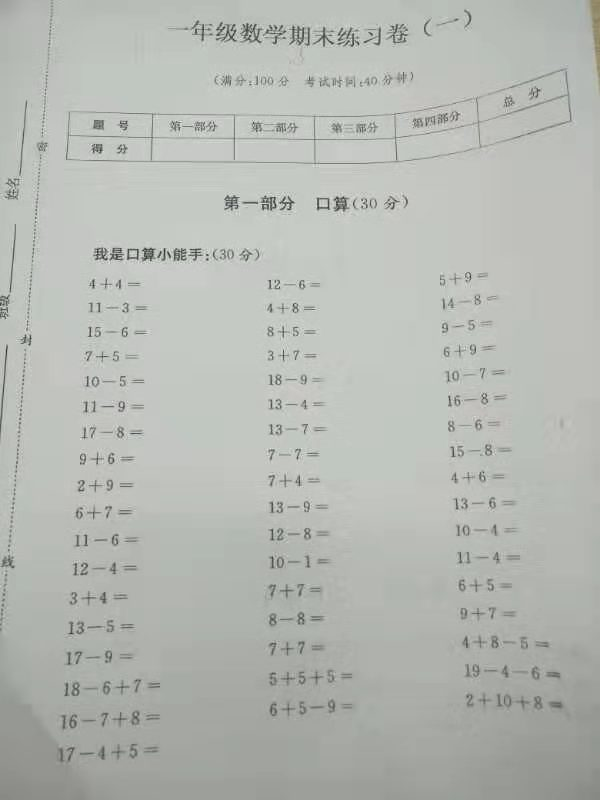 一年级数学期末练习卷(一)
(满分:100分 考试时间:40分钟)
题 号 第一部分 第二部分 第三部分 第四部分 总 分
得 分
第一部分 口算(30分)
我是口算小能手:(30分)
4+4= 12-6= 5+9=
11-3= 4+8= 14-8=
15-6= 8+5= 9-5=
7+5= 3+7= 6+9=
10-5= 18-9= 10-7=
11-9= 13-4= 16-8=
17-8= 13-7= 8-6=
9+6= 7-7= 15-8=
2+9= 7+4= 4+6=
6+7= 13-9= 13-6=
11-6= 12-8= 10-4=
12-4= 10-1= 11-4=
3+4= 7+7= 6+5=
13-5= 8-8= 9+7=
17-9= 7+7= 4+8-5=
18-6+7= 5+5+5= 19-4-6=
16-7+8= 6+5-9= 2+10+8=
17-4+5=
姓名
班级
密
封
线